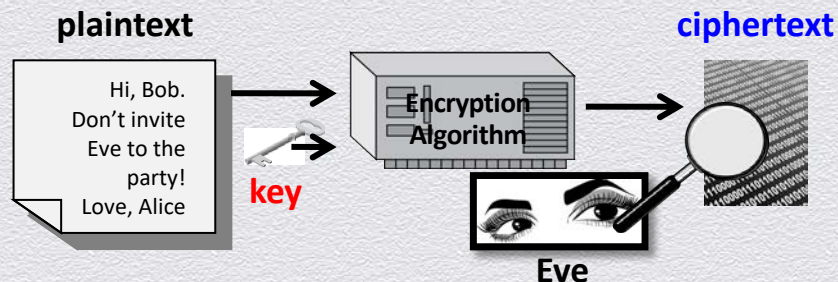 plaintext
ciphertext
Hi, Bob.
Don’t invite
Eve to the
party!
Love, Alice
Encryption
Algorithm
key
Eve